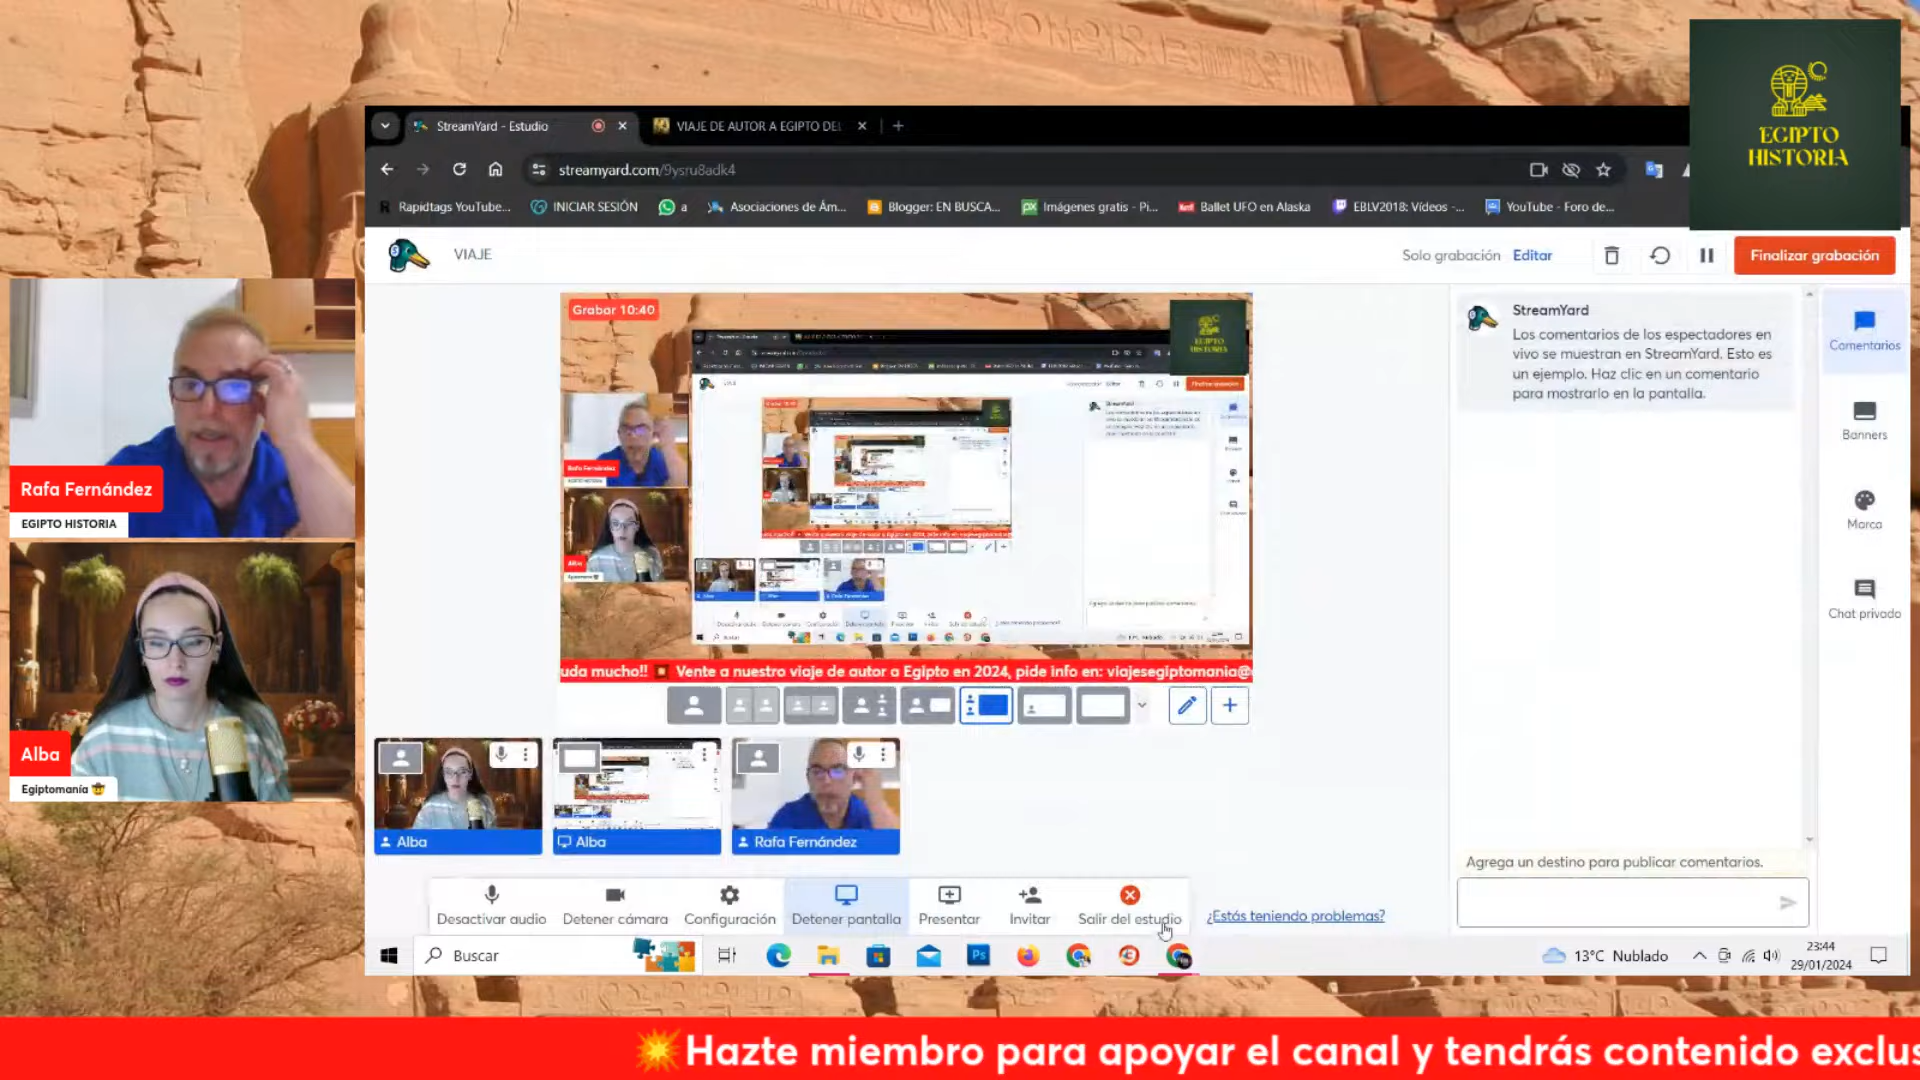 EGIPTO
HISTORIA
StreamYard - Estudio
VIAJE DE AUTOR A EGIPTO DEL
streamyard.com/9ysru8adk4
Rapidtags YouTube...
INICIAR SESIÓN
a
Asociaciones de Ám...
Blogger: EN BUSCA...
Imágenes gratis - Pi...
Ballet UFO en Alaska
EBLV2018: Vídeos -...
YouTube - Foro de...
VIAJE
Solo grabación
Editar
Finalizar grabación
Grabar 10:40
StreamYard
Los comentarios de los espectadores en
vivo se muestran en StreamYard. Esto es
un ejemplo. Haz clic en un comentario
para mostrarlo en la pantalla.
Comentarios
Banners
Marca
Chat privado
Rafa Fernández
EGIPTO HISTORIA
Alba
Egiptomanía 🤠
uda mucho!! 💥 Vente a nuestro viaje de autor a Egipto en 2024, pide info en: viajesegiptomania@
Alba
Alba
Rafa Fernández
Agrega un destino para publicar comentarios.
Desactivar audio
Detener cámara
Configuración
Detener pantalla
Presentar
Invitar
Salir del estudio
¿Estás teniendo problemas?
Buscar
13°C Nublado
23:44
29/01/2024
💥Hazte miembro para apoyar el canal y tendrás contenido exclus